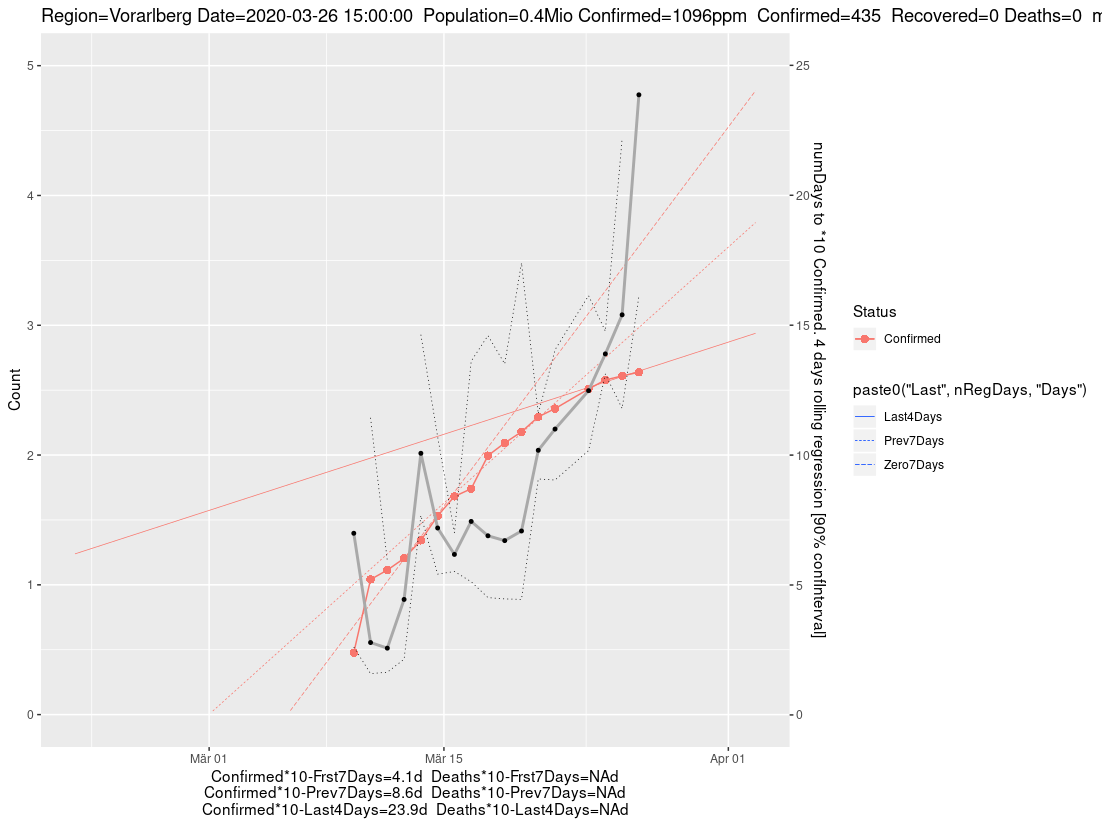 Region=Vorarlberg Date=2020-03-26 15:00:00 Population=0.4Mio Confirmed=1096ppm Confirmed=435 Recovered=0 Deaths=0
5
4
3
2
1
0
Count
25
20
15
10
5
0
numDays to *10 Confirmed. 4 days rolling regression [90% confInterval]
Mär 01
Mär 15
Apr 01
Confirmed*10-Frst7Days=4.1d Deaths*10-Frst7Days=NAd
Confirmed*10-Prev7Days=8.6d Deaths*10-Prev7Days=NAd
Confirmed*10-Last4Days=23.9d Deaths*10-Last4Days=NAd
Status
Confirmed
paste0("Last", nRegDays, "Days")
Last4Days
Prev7Days
Zero7Days